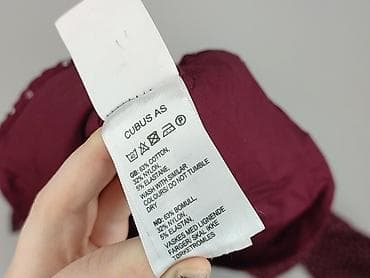 CUBUS AS
GB: 63% COTTON,
32% NYLON,
5% ELASTANE.
WASH WITH SIMILAR
COLOURS DO NOT TUMBLE
DRY
NO: 63% BOMULL,
32% NYLON,
5% ELASTAN,
VASKES MED LIGNENDE
FARGER/ SKAL IKKE
TØRKETROMLES